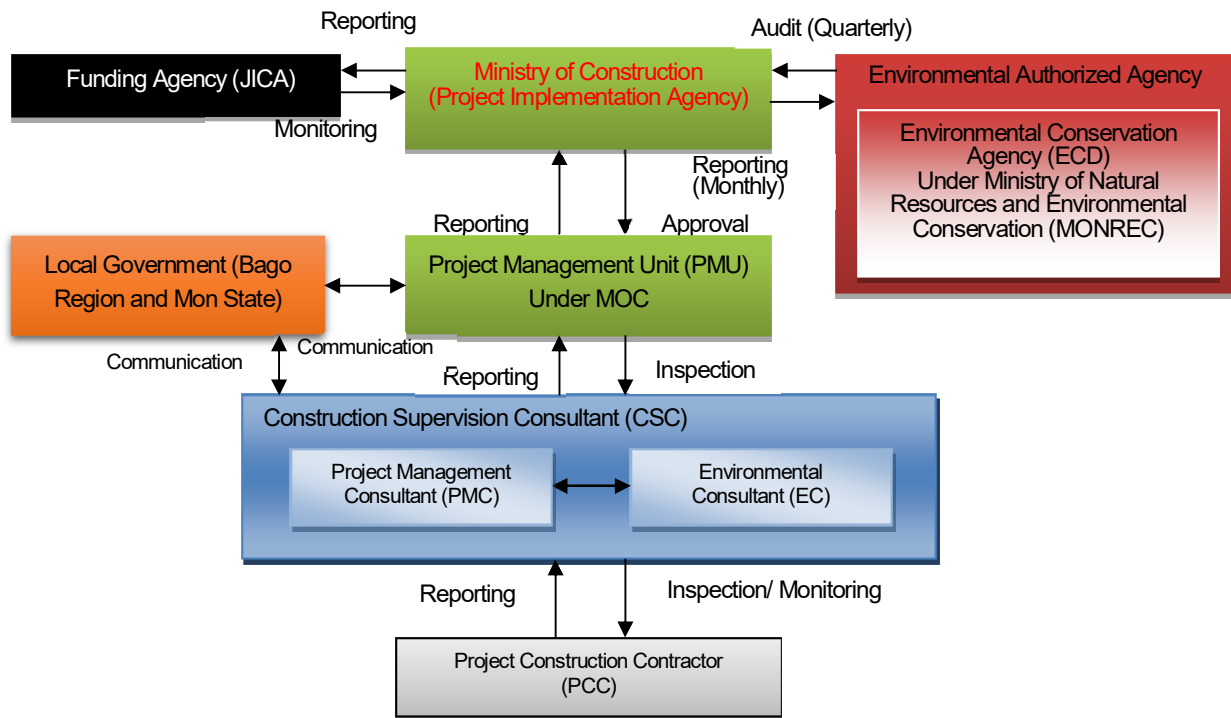 Reporting
Audit (Quarterly)
Funding Agency (JICA)
Ministry of Construction
(Project Implementation Agency)
Environmental Authorized Agency
Monitoring
Environmental Conservation
Agency (ECD)
Under Ministry of Natural
Resources and Environmental
Conservation (MONREC)
Reporting
(Monthly)
Reporting
Approval
Local Government (Bago
Region and Mon State)
Project Management Unit (PMU)
Under MOC
Communication
Communication
Reporting
Inspection
Construction Supervision Consultant (CSC)
Project Management
Consultant (PMC)
Environmental
Consultant (EC)
Reporting
Inspection/ Monitoring
Project Construction Contractor
(PCC)